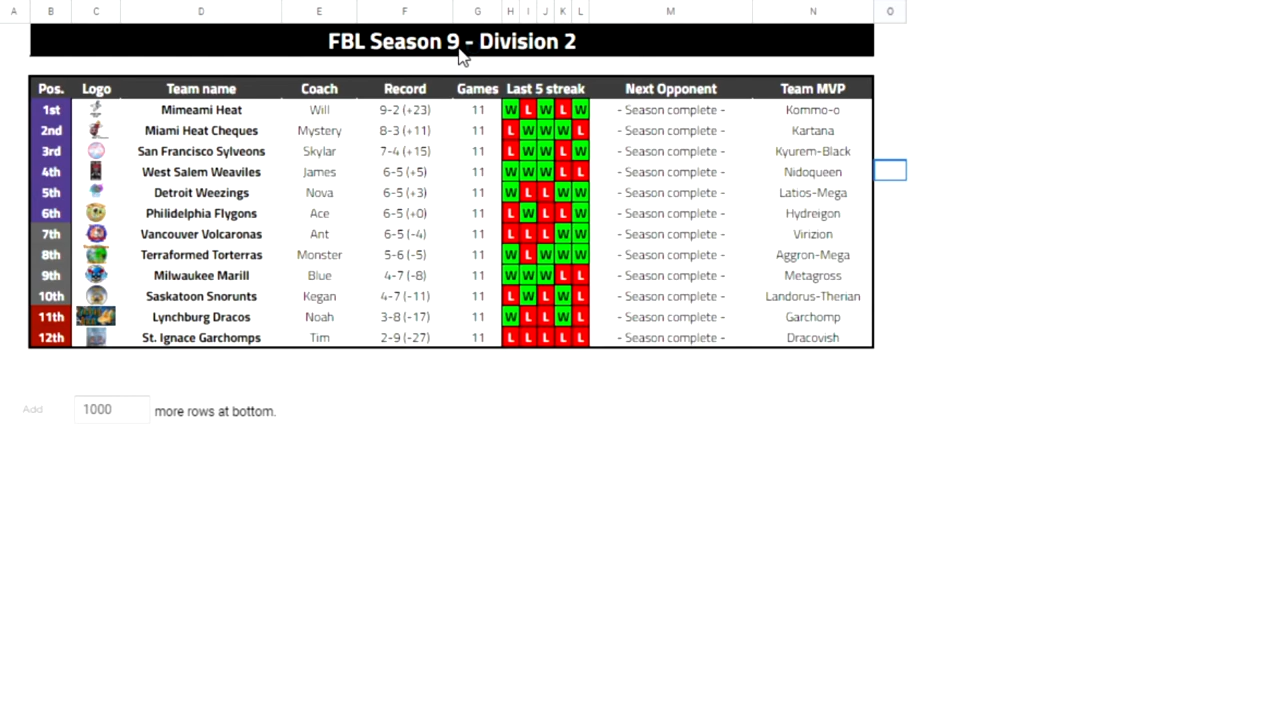 A B C D E F G H I J K L M N O
FBL Season 9 - Division 2
Pos. Logo Team name Coach Record Games Last 5 streak Next Opponent Team MVP
1st Mimeami Heat Will 9-2 (+23) 11 W L W L W - Season complete - Kommo-o
2nd Miami Heat Cheques Mystery 8-3 (+11) 11 L W W W L - Season complete - Kartana
3rd San Francisco Sylveons Skylar 7-4 (+15) 11 L W W L W - Season complete - Kyurem-Black
4th West Salem Weaviles James 6-5 (+5) 11 W W W L L - Season complete - Nidoqueen
5th Detroit Weezings Nova 6-5 (+3) 11 W L L W W - Season complete - Latios-Mega
6th Philidelphia Flygons Ace 6-5 (+0) 11 L W L L W - Season complete - Hydreigon
7th Vancouver Volcaronas Ant 6-5 (-4) 11 L L L W W - Season complete - Virizion
8th Terraformed Torterras Monster 5-6 (-5) 11 W L W W W - Season complete - Aggron-Mega
9th Milwaukee Marill Blue 4-7 (-8) 11 W W W L L - Season complete - Metagross
10th Saskatoon Snorunts Kegan 4-7 (-11) 11 L W L W L - Season complete - Landorus-Therian
11th Lynchburg Dracos Noah 3-8 (-17) 11 W L L W L - Season complete - Garchomp
12th St. Ignace Garchomps Tim 2-9 (-27) 11 L L L L L - Season complete - Dracovish
Add 1000 more rows at bottom.